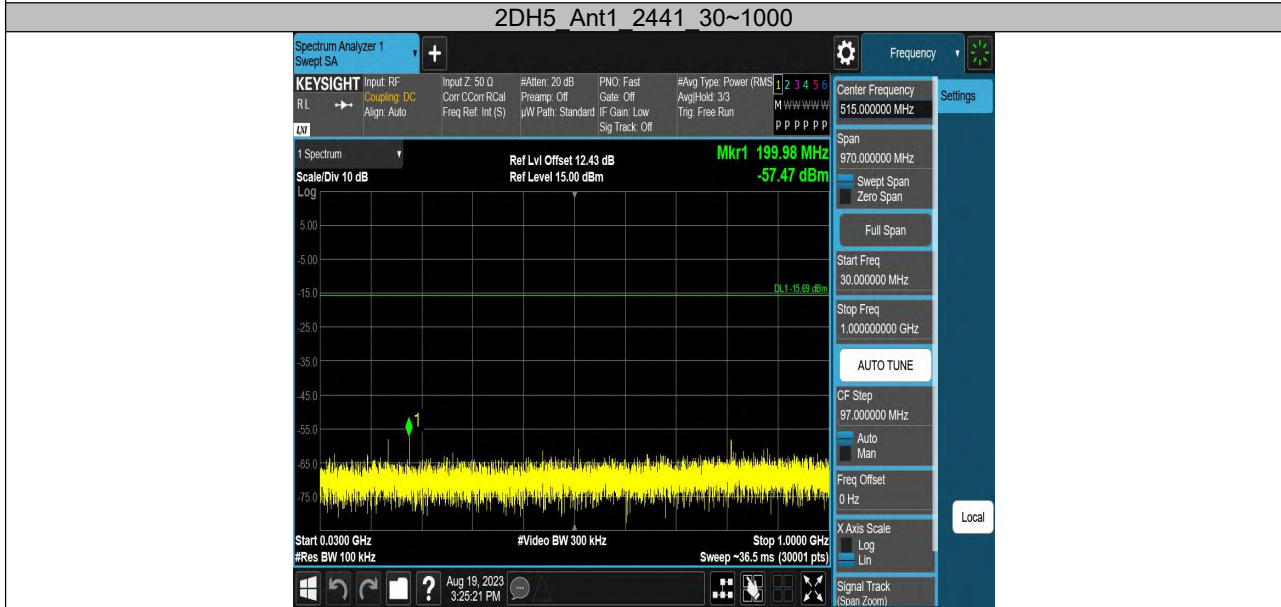 2DH5_Ant1_2441_30~1000
Spectrum Analyzer 1
Swept SA
+
Frequency
KEYSIGHT
RL
LXI
Input: RF
Coupling: DC
Align: Auto
Input Z: 50 Ω
Corr CCorr RCal
Freq Ref: Int (S)
#Atten: 20 dB
Preamp: Off
µW Path: Standard
PNO: Fast
Gate: Off
IF Gain: Low
Sig Track: Off
#Avg Type: Power (RMS
Avg|Hold: 3/3
Trig: Free Run
1 2 3 4 5 6
M W W W W W
P P P P P P
1 Spectrum
Scale/Div 10 dB
Ref Lvl Offset 12.43 dB
Ref Level 15.00 dBm
Mkr1 199.98 MHz
-57.47 dBm
Log
5.00
-5.00
-15.0
-25.0
-35.0
-45.0
-55.0
-65.0
-75.0
DL1 -15.69 dBm
1
Start 0.0300 GHz
#Res BW 100 kHz
#Video BW 300 kHz
Stop 1.0000 GHz
Sweep ~36.5 ms (30001 pts)
?
Aug 19, 2023
3:25:21 PM
Center Frequency
515.000000 MHz
Span
970.000000 MHz
Swept Span
Zero Span
Full Span
Start Freq
30.000000 MHz
Stop Freq
1.000000000 GHz
AUTO TUNE
CF Step
97.000000 MHz
Auto
Man
Freq Offset
0 Hz
X Axis Scale
Log
Lin
Signal Track
(Span Zoom)
Settings
Local